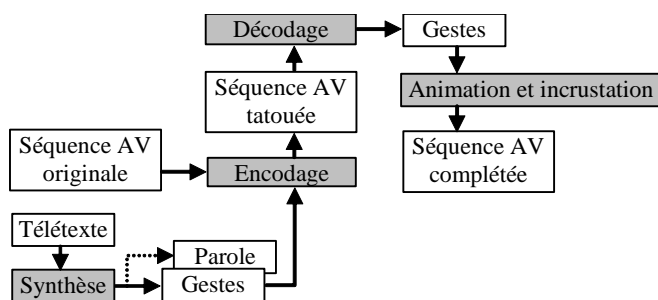 Décodage
Gestes
Séquence AV
tatouée
Animation et incrustation
Séquence AV
originale
Encodage
Séquence AV
complétée
Télétexte
Parole
Synthèse
Gestes